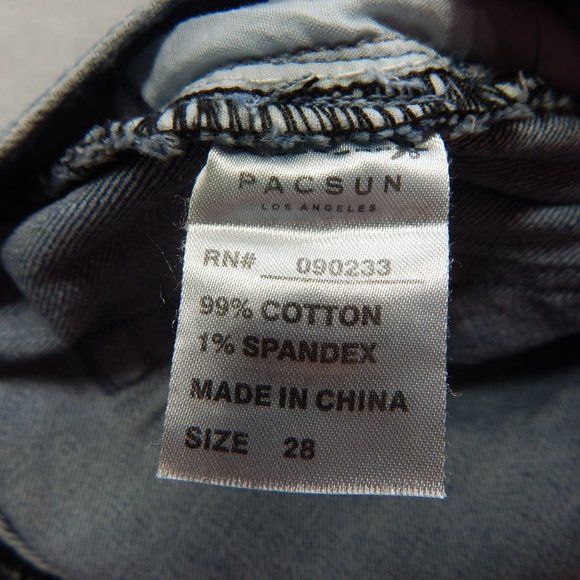 PACSUN
LOS ANGELES
RN# 090233
99% COTTON
1% SPANDEX
MADE IN CHINA
SIZE 28